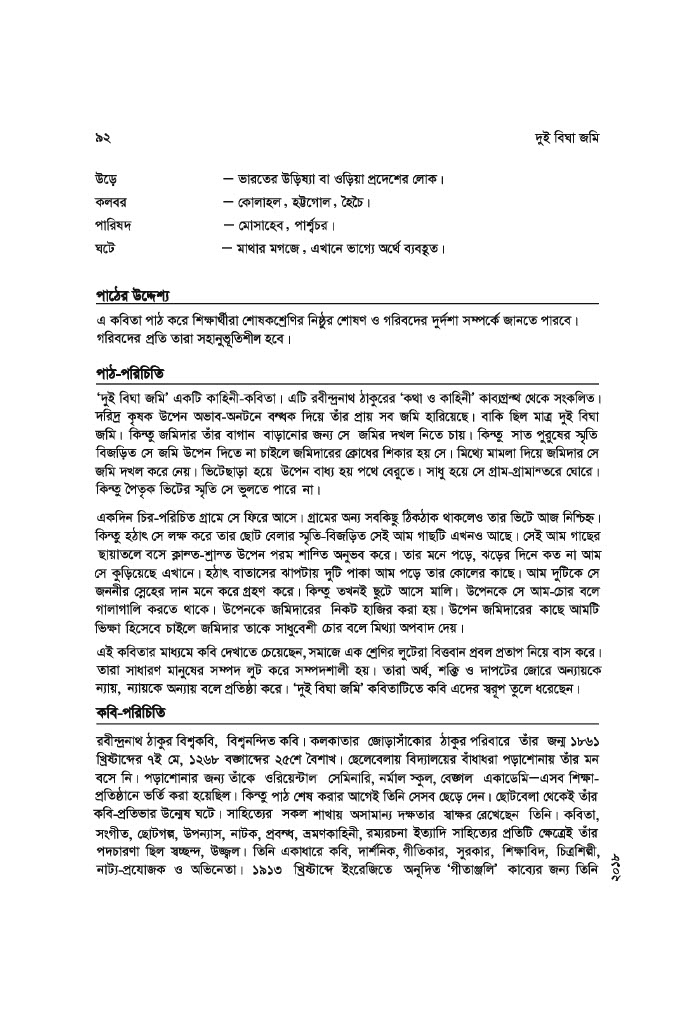 ৯২ দুই বিঘা জমি
উড়ে – ভারতের উড়িষ্যা বা ওড়িয়া প্রদেশের লোক।
কলবর – কোলাহল, হট্টগোল, হৈচৈ।
পারিষদ – মোসাহেব, পার্শ্বচর।
ঘটে – মাথার মগজে, এখানে ভাগ্যে অর্থে ব্যবহৃত।
পাঠের উদ্দেশ্য
এ কবিতা পাঠ করে শিক্ষার্থীরা শোষকশ্রেণির নিষ্ঠুর শোষণ ও গরিবদের দুর্দশা সম্পর্কে জানতে পারবে।
গরিবদের প্রতি তারা সহানুভূতিশীল হবে।
পাঠ-পরিচিতি
‘দুই বিঘা জমি’ একটি কাহিনী-কবিতা। এটি রবীন্দ্রনাথ ঠাকুরের ‘কথা ও কাহিনী’ কাব্যগ্রন্থ থেকে সংকলিত।
দরিদ্র কৃষক উপেন অভাব-অনটনে বন্ধক দিয়ে তাঁর প্রায় সব জমি হারিয়েছে। বাকি ছিল মাত্র দুই বিঘা
জমি। কিন্তু জমিদার তাঁর বাগান বাড়ানোর জন্য সে জমির দখল নিতে চায়। কিন্তু সাত পুরুষের স্মৃতি
বিজড়িত সে জমি উপেন দিতে না চাইলে জমিদারের ক্রোধের শিকার হয় সে। মিথ্যে মামলা দিয়ে জমিদার সে
জমি দখল করে নেয়। ভিটেছাড়া হয়ে উপেন বাধ্য হয় পথে বেরুতে। সাধু হয়ে সে গ্রাম-গ্রামান্তরে ঘোরে।
কিন্তু পৈতৃক ভিটের স্মৃতি সে ভুলতে পারে না।
একদিন চির-পরিচিত গ্রামে সে ফিরে আসে। গ্রামের অন্য সবকিছু ঠিকঠাক থাকলেও তার ভিটে আজ নিশ্চিহ্ন।
কিন্তু হঠাৎ সে লক্ষ করে তার ছোট বেলার স্মৃতি-বিজড়িত সেই আম গাছটি এখনও আছে। সেই আম গাছের
ছায়াতলে বসে ক্লান্ত-শ্রান্ত উপেন পরম শান্তি অনুভব করে। তার মনে পড়ে, ঝড়ের দিনে কত না আম
সে কুড়িয়েছে এখানে। হঠাৎ বাতাসের ঝাপটায় দুটি পাকা আম পড়ে তার কোলের কাছে। আম দুটিকে সে
জননীর স্নেহের দান মনে করে গ্রহণ করে। কিন্তু তখনই ছুটে আসে মালি। উপেনকে সে আম-চোর বলে
গালাগালি করতে থাকে। উপেনকে জমিদারের নিকট হাজির করা হয়। উপেন জমিদারের কাছে আমটি
ভিক্ষা হিসেবে চাইলে জমিদার তাকে সাধুবেশী চোর বলে মিথ্যা অপবাদ দেয়।
এই কবিতার মাধ্যমে কবি দেখাতে চেয়েছেন, সমাজে এক শ্রেণির লুটেরা বিত্তবান প্রবল প্রতাপ নিয়ে বাস করে।
তারা সাধারণ মানুষের সম্পদ লুট করে সম্পদশালী হয়। তারা অর্থ, শক্তি ও দাপটের জোরে অন্যায়কে
ন্যায়, ন্যায়কে অন্যায় বলে প্রতিষ্ঠা করে। ‘দুই বিঘা জমি’ কবিতাটিতে কবি এদের স্বরূপ তুলে ধরেছেন।
কবি-পরিচিতি
রবীন্দ্রনাথ ঠাকুর বিশ্বকবি, বিশ্বনন্দিত কবি। কলকাতার জোড়াসাঁকোর ঠাকুর পরিবারে তাঁর জন্ম ১৮৬১
খ্রিষ্টাব্দের ৭ই মে, ১২৬৮ বঙ্গাব্দের ২৫শে বৈশাখ। ছেলেবেলায় বিদ্যালয়ের বাঁধাধরা পড়াশোনায় তাঁর মন
বসে নি। পড়াশোনার জন্য তাঁকে ওরিয়েন্টাল সেমিনারি, নর্মাল স্কুল, বেঙ্গল একাডেমি—এসব শিক্ষা-
প্রতিষ্ঠানে ভর্তি করা হয়েছিল। কিন্তু পাঠ শেষ করার আগেই তিনি সেসব ছেড়ে দেন। ছোটবেলা থেকেই তাঁর
কবি-প্রতিভার উন্মেষ ঘটে। সাহিত্যের সকল শাখায় অসামান্য দক্ষতার স্বাক্ষর রেখেছেন তিনি। কবিতা,
সংগীত, ছোটগল্প, উপন্যাস, নাটক, প্রবন্ধ, ভ্রমণকাহিনী, রম্যরচনা ইত্যাদি সাহিত্যের প্রতিটি ক্ষেত্রেই তাঁর
পদচারণা ছিল স্বচ্ছন্দ, উজ্জ্বল। তিনি একাধারে কবি, দার্শনিক, গীতিকার, সুরকার, শিক্ষাবিদ, চিত্রশিল্পী,
নাট্য-প্রযোজক ও অভিনেতা। ১৯১৩ খ্রিষ্টাব্দে ইংরেজিতে অনূদিত ‘গীতাঞ্জলি’ কাব্যের জন্য তিনি
২০১৮